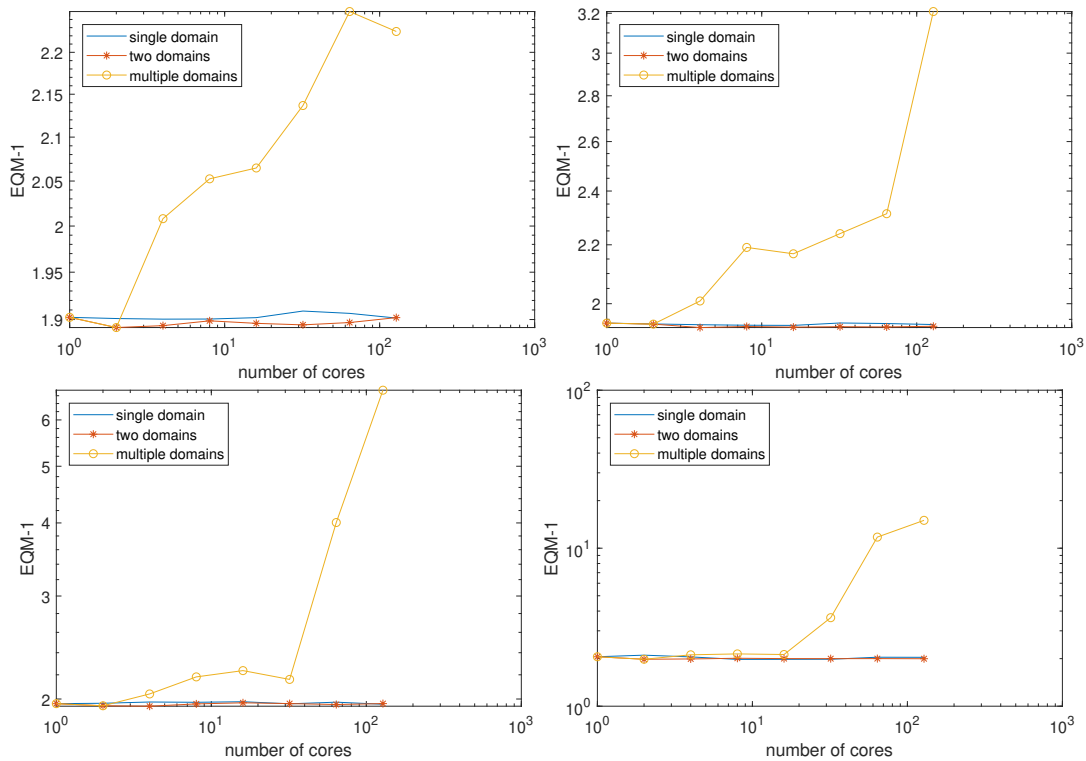 single domain
two domains
multiple domains
EQM-1
2.25
2.2
2.15
2.1
2.05
2
1.95
1.9
10^0
10^1
10^2
10^3
number of cores
single domain
two domains
multiple domains
EQM-1
3.2
3
2.8
2.6
2.4
2.2
2
10^0
10^1
10^2
10^3
number of cores
single domain
two domains
multiple domains
EQM-1
6
5
4
3
2
10^0
10^1
10^2
10^3
number of cores
single domain
two domains
multiple domains
EQM-1
10^2
10^1
10^0
10^0
10^1
10^2
10^3
number of cores